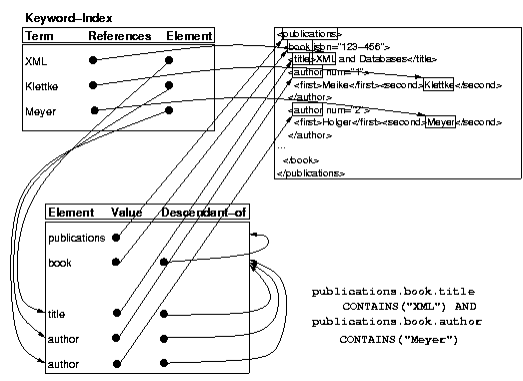 Keyword-Index
Term References Element
XML
Klettke
Meyer
<publications>
<book isbn="123-456">
<title>XML and Databases</title>
<author num="1">
<first>Meike</first><second>Klettke</second>
</author>
<author num="2">
<first>Holger</first><second>Meyer</second>
</author>
...
</book>
</publications>
Element Value Descendant-of
publications
book
title
author
author
publications.book.title
CONTAINS("XML") AND
publications.book.author
CONTAINS("Meyer")